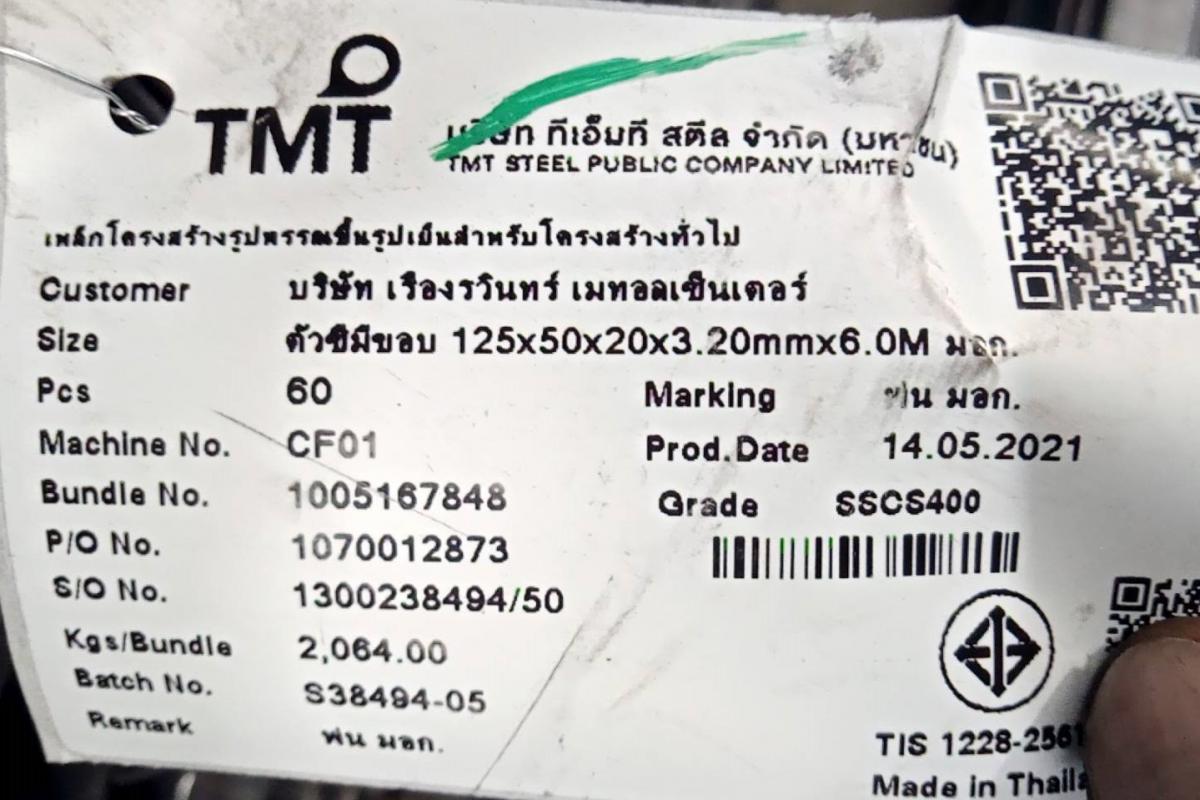 TMT
บริษัท ทีเอ็มที สตีล จำกัด (มหาชน)
TMT STEEL PUBLIC COMPANY LIMITED
เหล็กโครงสร้างรูปพรรณขึ้นรูปเย็นสำหรับโครงสร้างทั่วไป
Customer บริษัท เรืองรวินทร์ เมทอลเซ็นเตอร์
Size ตัวซีมีขอบ 125x50x20x3.20mmx6.0M มอก.
Pcs 60 Marking พ่น มอก.
Machine No. CF01 Prod.Date 14.05.2021
Bundle No. 1005167848 Grade SSCS400
P/O No. 1070012873
S/O No. 1300238494/50
Kgs/Bundle 2,064.00
Batch No. S38494-05
Remark พ่น มอก.
TIS 1228-2561
Made in Thaila